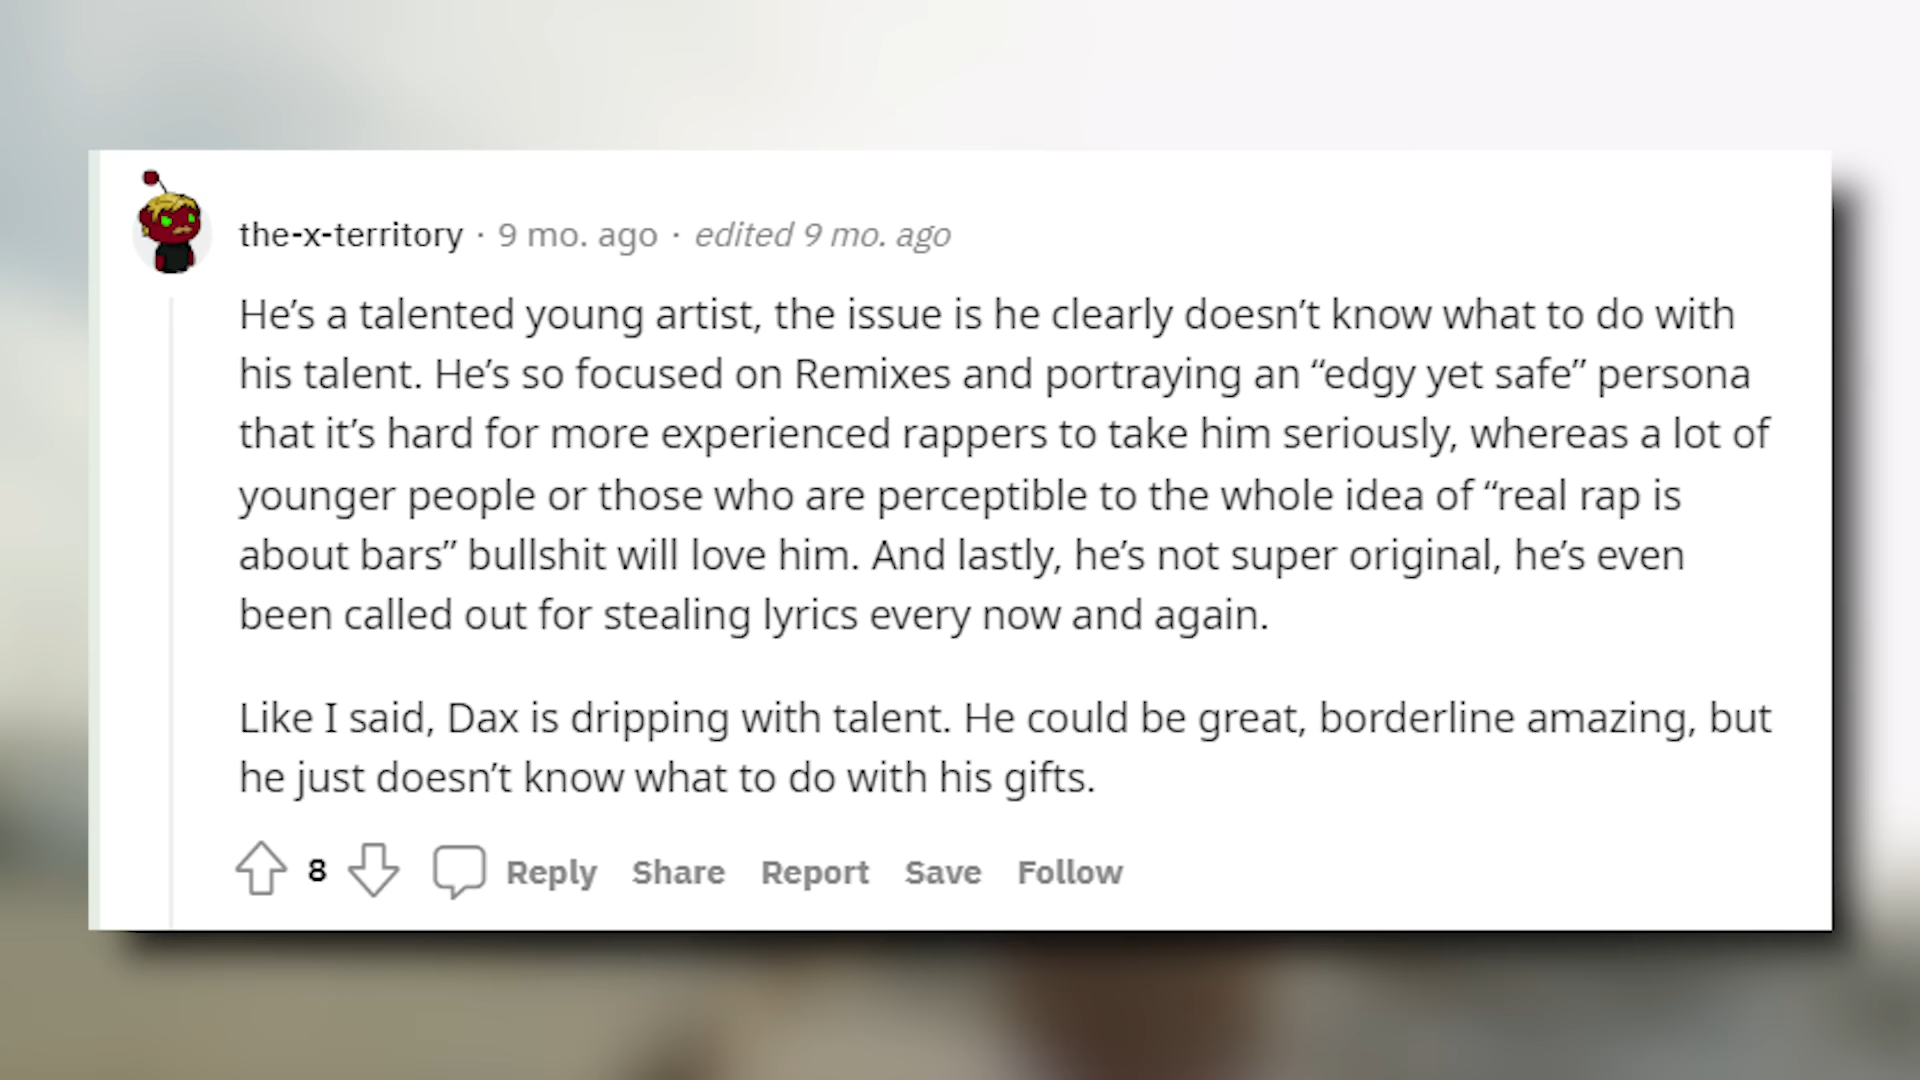 the-x-territory · 9 mo. ago · edited 9 mo. ago
He’s a talented young artist, the issue is he clearly doesn’t know what to do with
his talent. He’s so focused on Remixes and portraying an “edgy yet safe” persona
that it’s hard for more experienced rappers to take him seriously, whereas a lot of
younger people or those who are perceptible to the whole idea of “real rap is
about bars” bullshit will love him. And lastly, he’s not super original, he’s even
been called out for stealing lyrics every now and again.
Like I said, Dax is dripping with talent. He could be great, borderline amazing, but
he just doesn’t know what to do with his gifts.
8 Reply Share Report Save Follow